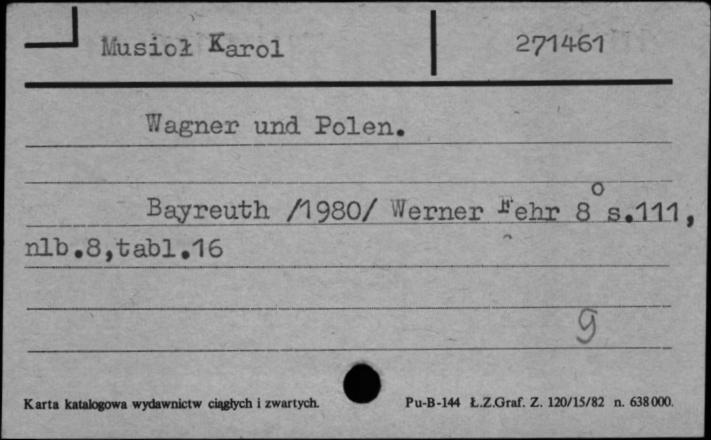 Musioł Karol 271461
Wagner und Polen.
Bayreuth /1980/ Werner Fehr 8° s.111,
nlb.8,tabl.16
g
Karta katalogowa wydawnictw ciągłych i zwartych. Pu-B-144 Ł.Z.Graf. Z. 120/15/82 n. 638000.